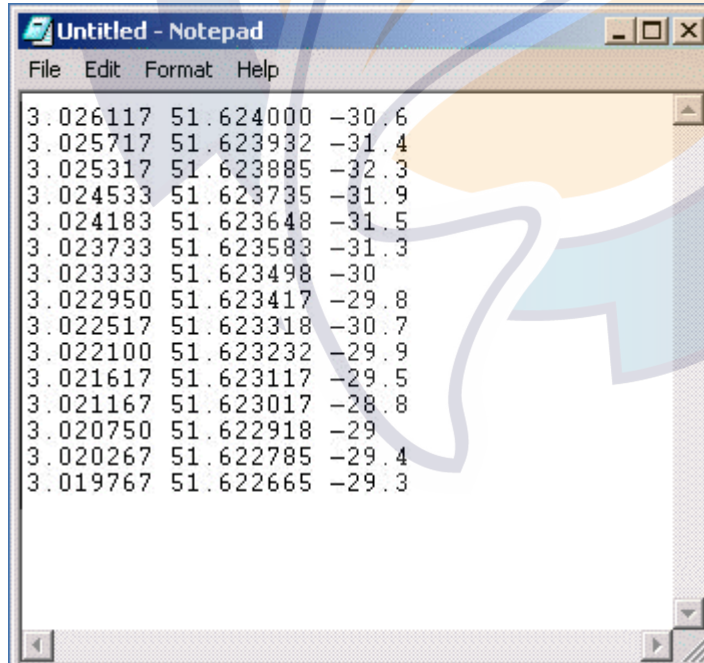 Untitled - Notepad
File Edit Format Help
3.026117 51.624000 -30.6
3.025717 51.623932 -31.4
3.025317 51.623885 -32.3
3.024533 51.623735 -31.9
3.024183 51.623648 -31.5
3.023733 51.623583 -31.3
3.023333 51.623498 -30
3.022950 51.623417 -29.8
3.022517 51.623318 -30.7
3.022100 51.623232 -29.9
3.021617 51.623117 -29.5
3.021167 51.623017 -28.8
3.020750 51.622918 -29
3.020267 51.622785 -29.4
3.019767 51.622665 -29.3